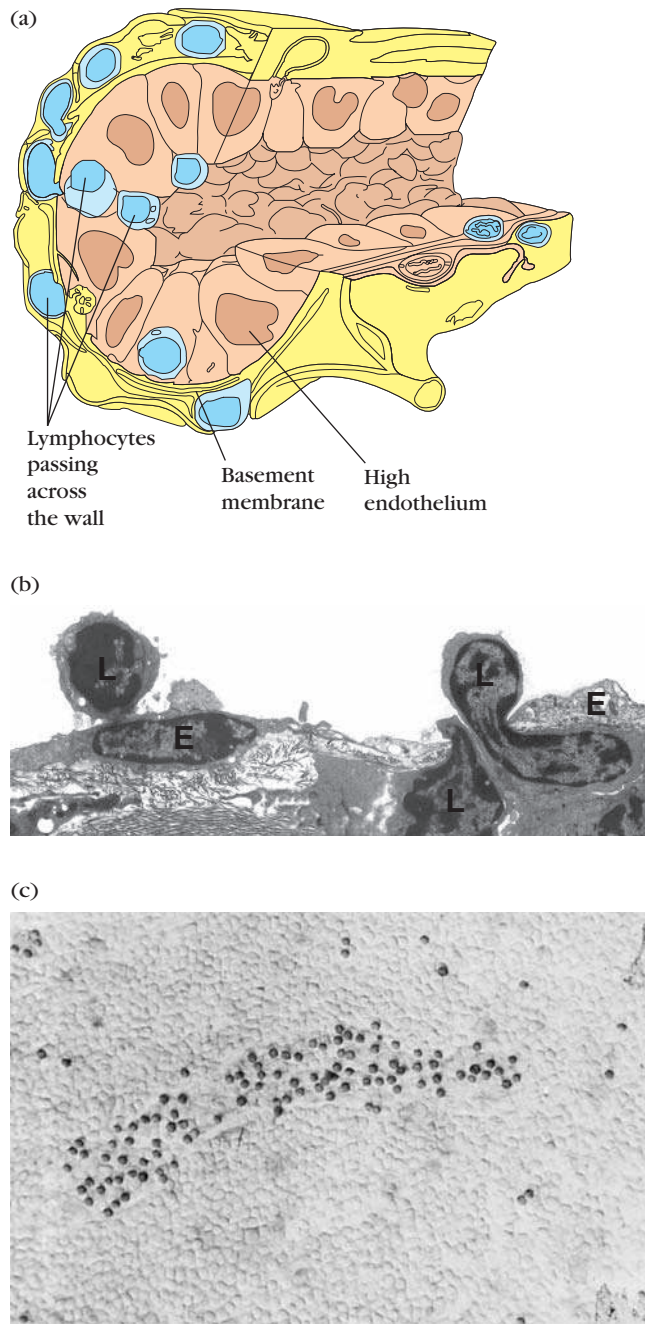 (a)
Lymphocytes
passing
across
the wall
Basement
membrane
High
endothelium
(b)
L
E
L
E
L
(c)